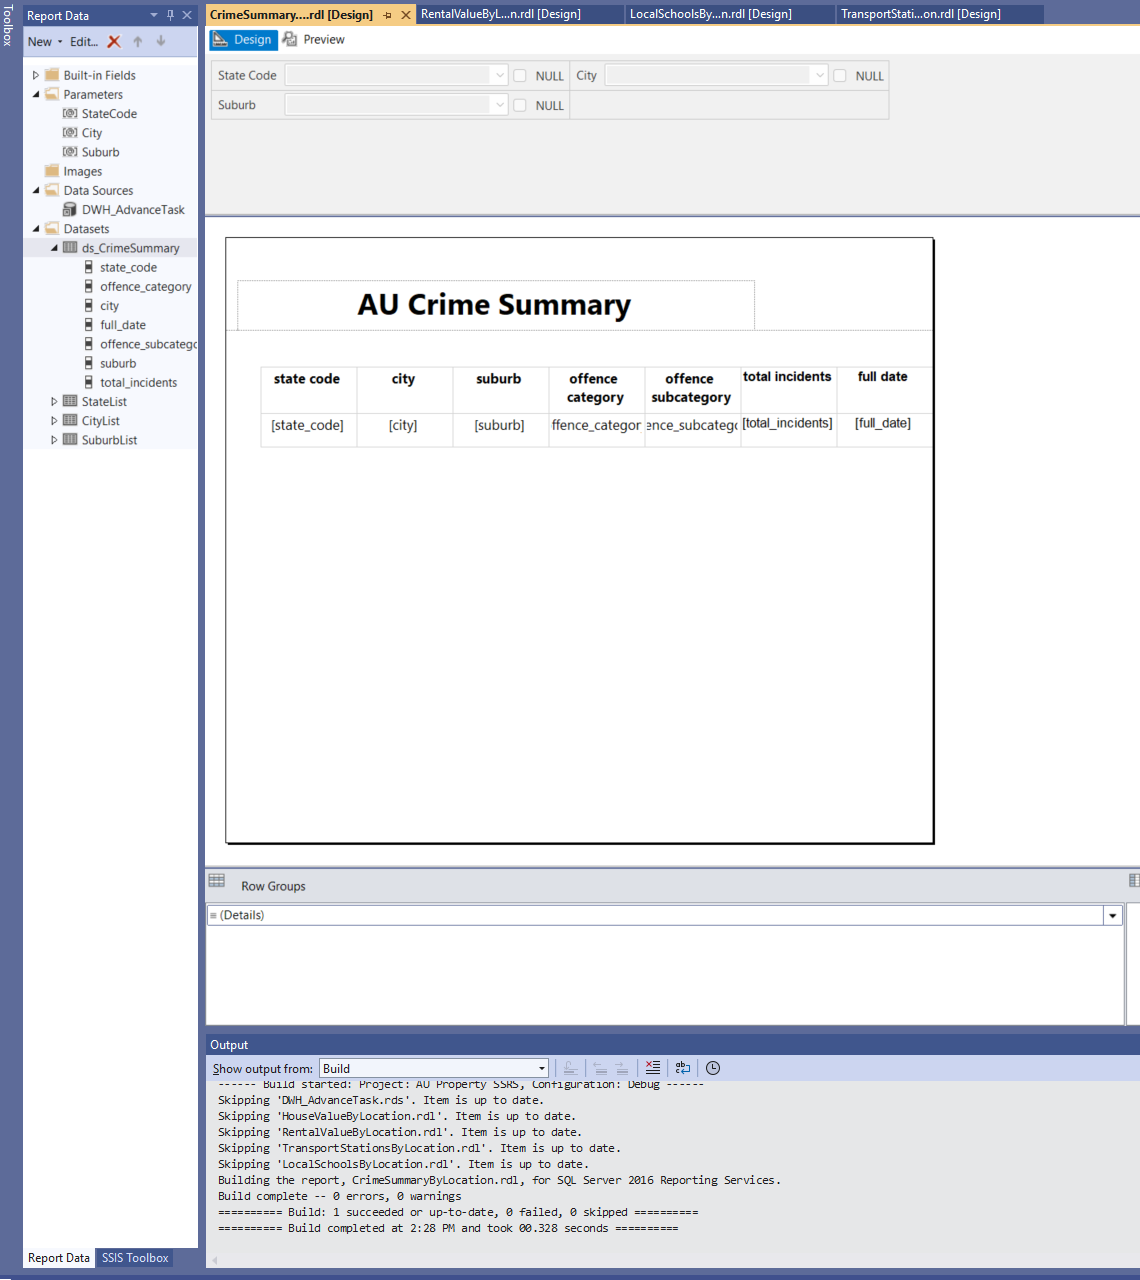 Toolbox
Report Data
New Edit...
Built-in Fields
Parameters
StateCode
City
Suburb
Images
Data Sources
DWH_AdvanceTask
Datasets
ds_CrimeSummary
state_code
offence_category
city
full_date
offence_subcatego
suburb
total_incidents
StateList
CityList
SuburbList
Report Data SSIS Toolbox
CrimeSummary....rdl [Design] RentalValueByL...n.rdl [Design] LocalSchoolsBy...n.rdl [Design] TransportStati...on.rdl [Design]
Design Preview
State Code NULL City NULL
Suburb NULL
AU Crime Summary
state code city suburb offence category offence subcategory total incidents full date
[state_code] [city] [suburb] ffence_categor ence_subcateg [total_incidents] [full_date]
Row Groups
(Details)
Output
Show output from: Build
------ Build started: Project: AU Property SSRS, Configuration: Debug ------
Skipping 'DWH_AdvanceTask.rds'. Item is up to date.
Skipping 'HouseValueByLocation.rdl'. Item is up to date.
Skipping 'RentalValueByLocation.rdl'. Item is up to date.
Skipping 'TransportStationsByLocation.rdl'. Item is up to date.
Skipping 'LocalSchoolsByLocation.rdl'. Item is up to date.
Building the report, CrimeSummaryByLocation.rdl, for SQL Server 2016 Reporting Services.
Build complete -- 0 errors, 0 warnings
========== Build: 1 succeeded or up-to-date, 0 failed, 0 skipped ==========
========== Build completed at 2:28 PM and took 00.328 seconds ==========